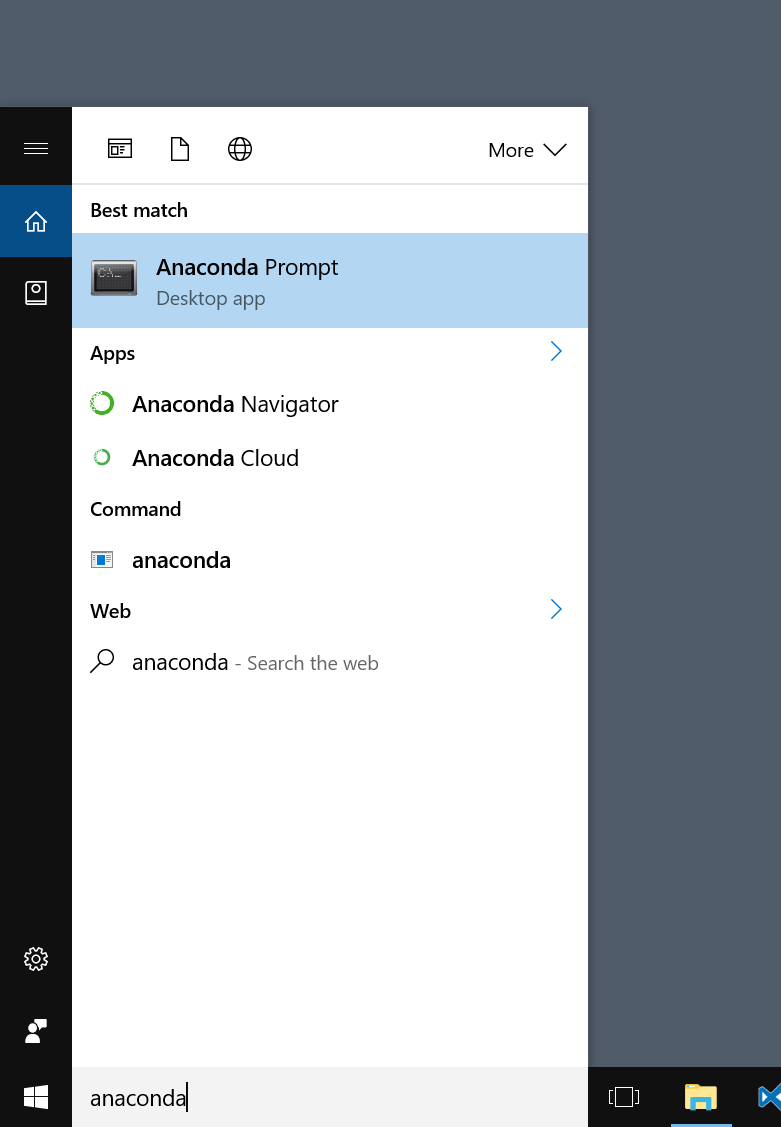 More
Best match
Anaconda Prompt
Desktop app
Apps
Anaconda Navigator
Anaconda Cloud
Command
anaconda
Web
anaconda - Search the web
anaconda